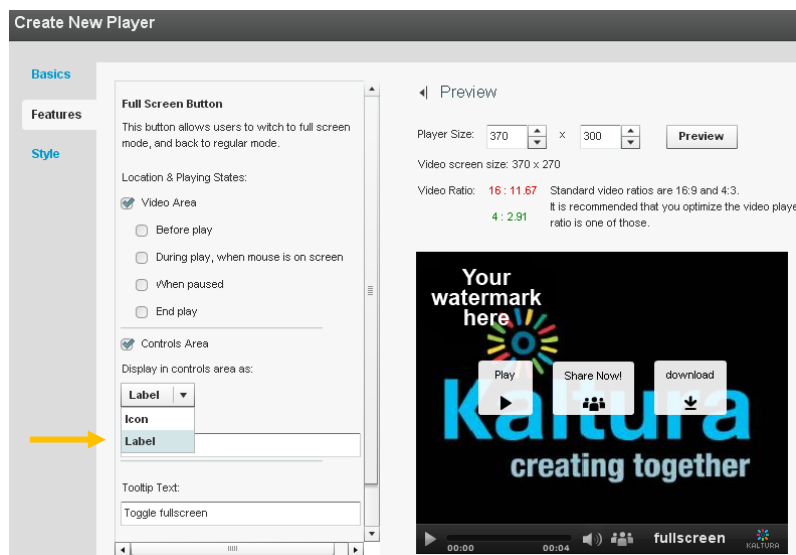 Create New Player
Basics
Features
Style
Full Screen Button
This button allows users to witch to full screen
mode, and back to regular mode.
Location & Playing States:
Video Area
Before play
During play, when mouse is on screen
When paused
End play
Controls Area
Display in controls area as:
Label
Icon
Label
Tooltip Text:
Toggle fullscreen
Preview
Player Size: 370 x 300 Preview
Video screen size: 370 x 270
Video Ratio: 16 : 11.67 Standard video ratios are 16:9 and 4:3.
It is recommended that you optimize the video playe
4 : 2.91 ratio is one of those.
Your
watermark
here
Play Share Now! download
Kaltura
creating together
00:00 00:04 fullscreen KALTURA